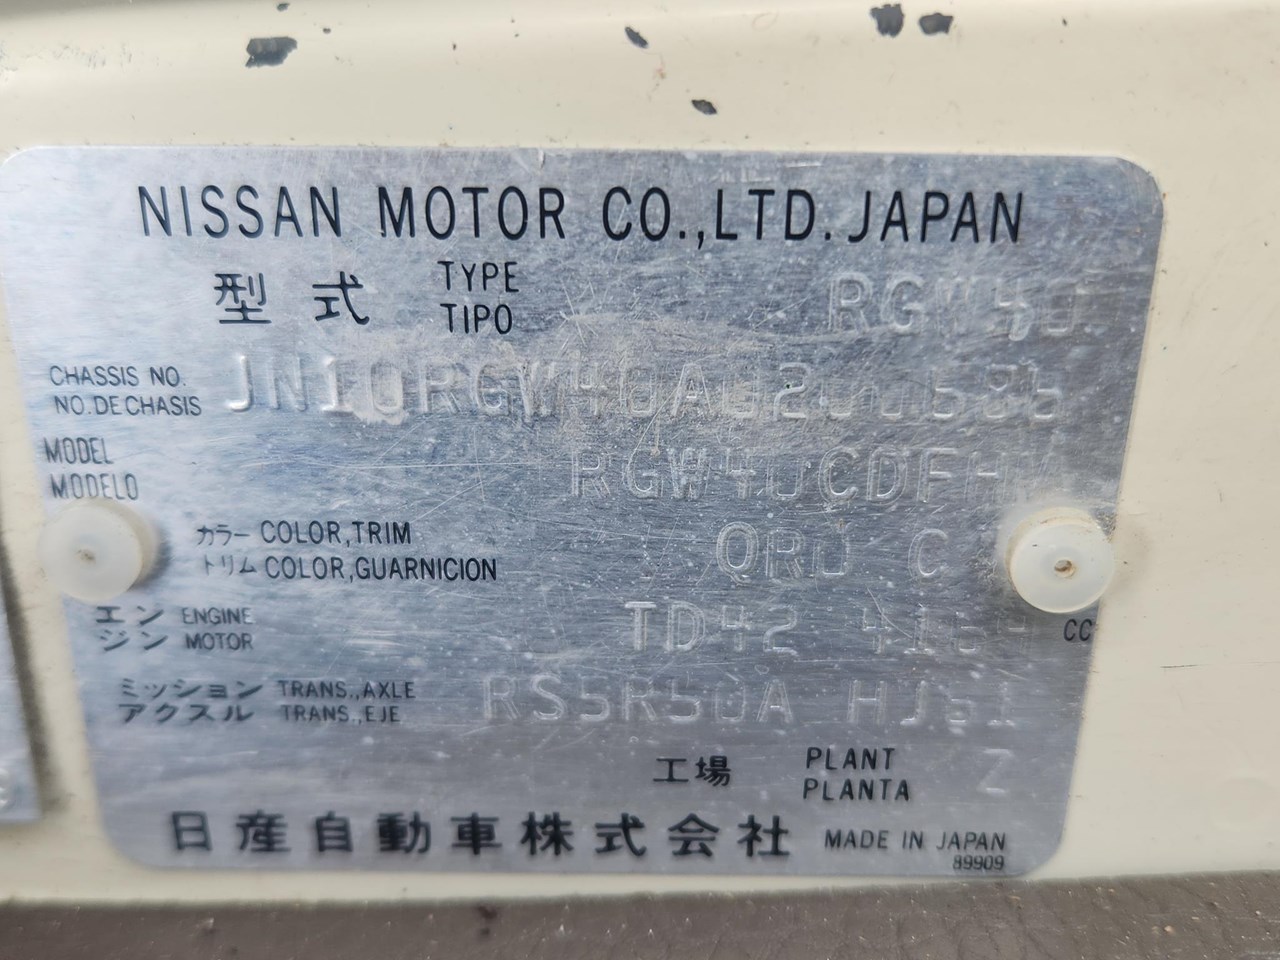 NISSAN MOTOR CO.,LTD. JAPAN
型式 TYPE TIPO RGW40
CHASSIS NO.
NO.DE CHASIS
MODEL
MODELO
カラー COLOR,TRIM
トリム COLOR,GUARNICION
エン ENGINE
ジン MOTOR
TD42 4169 CC
ミッション TRANS.,AXLE
アクスル TRANS.,EJE
RS5R50A
工場 PLANT PLANTA Z
日産自動車株式会社 MADE IN JAPAN
89909